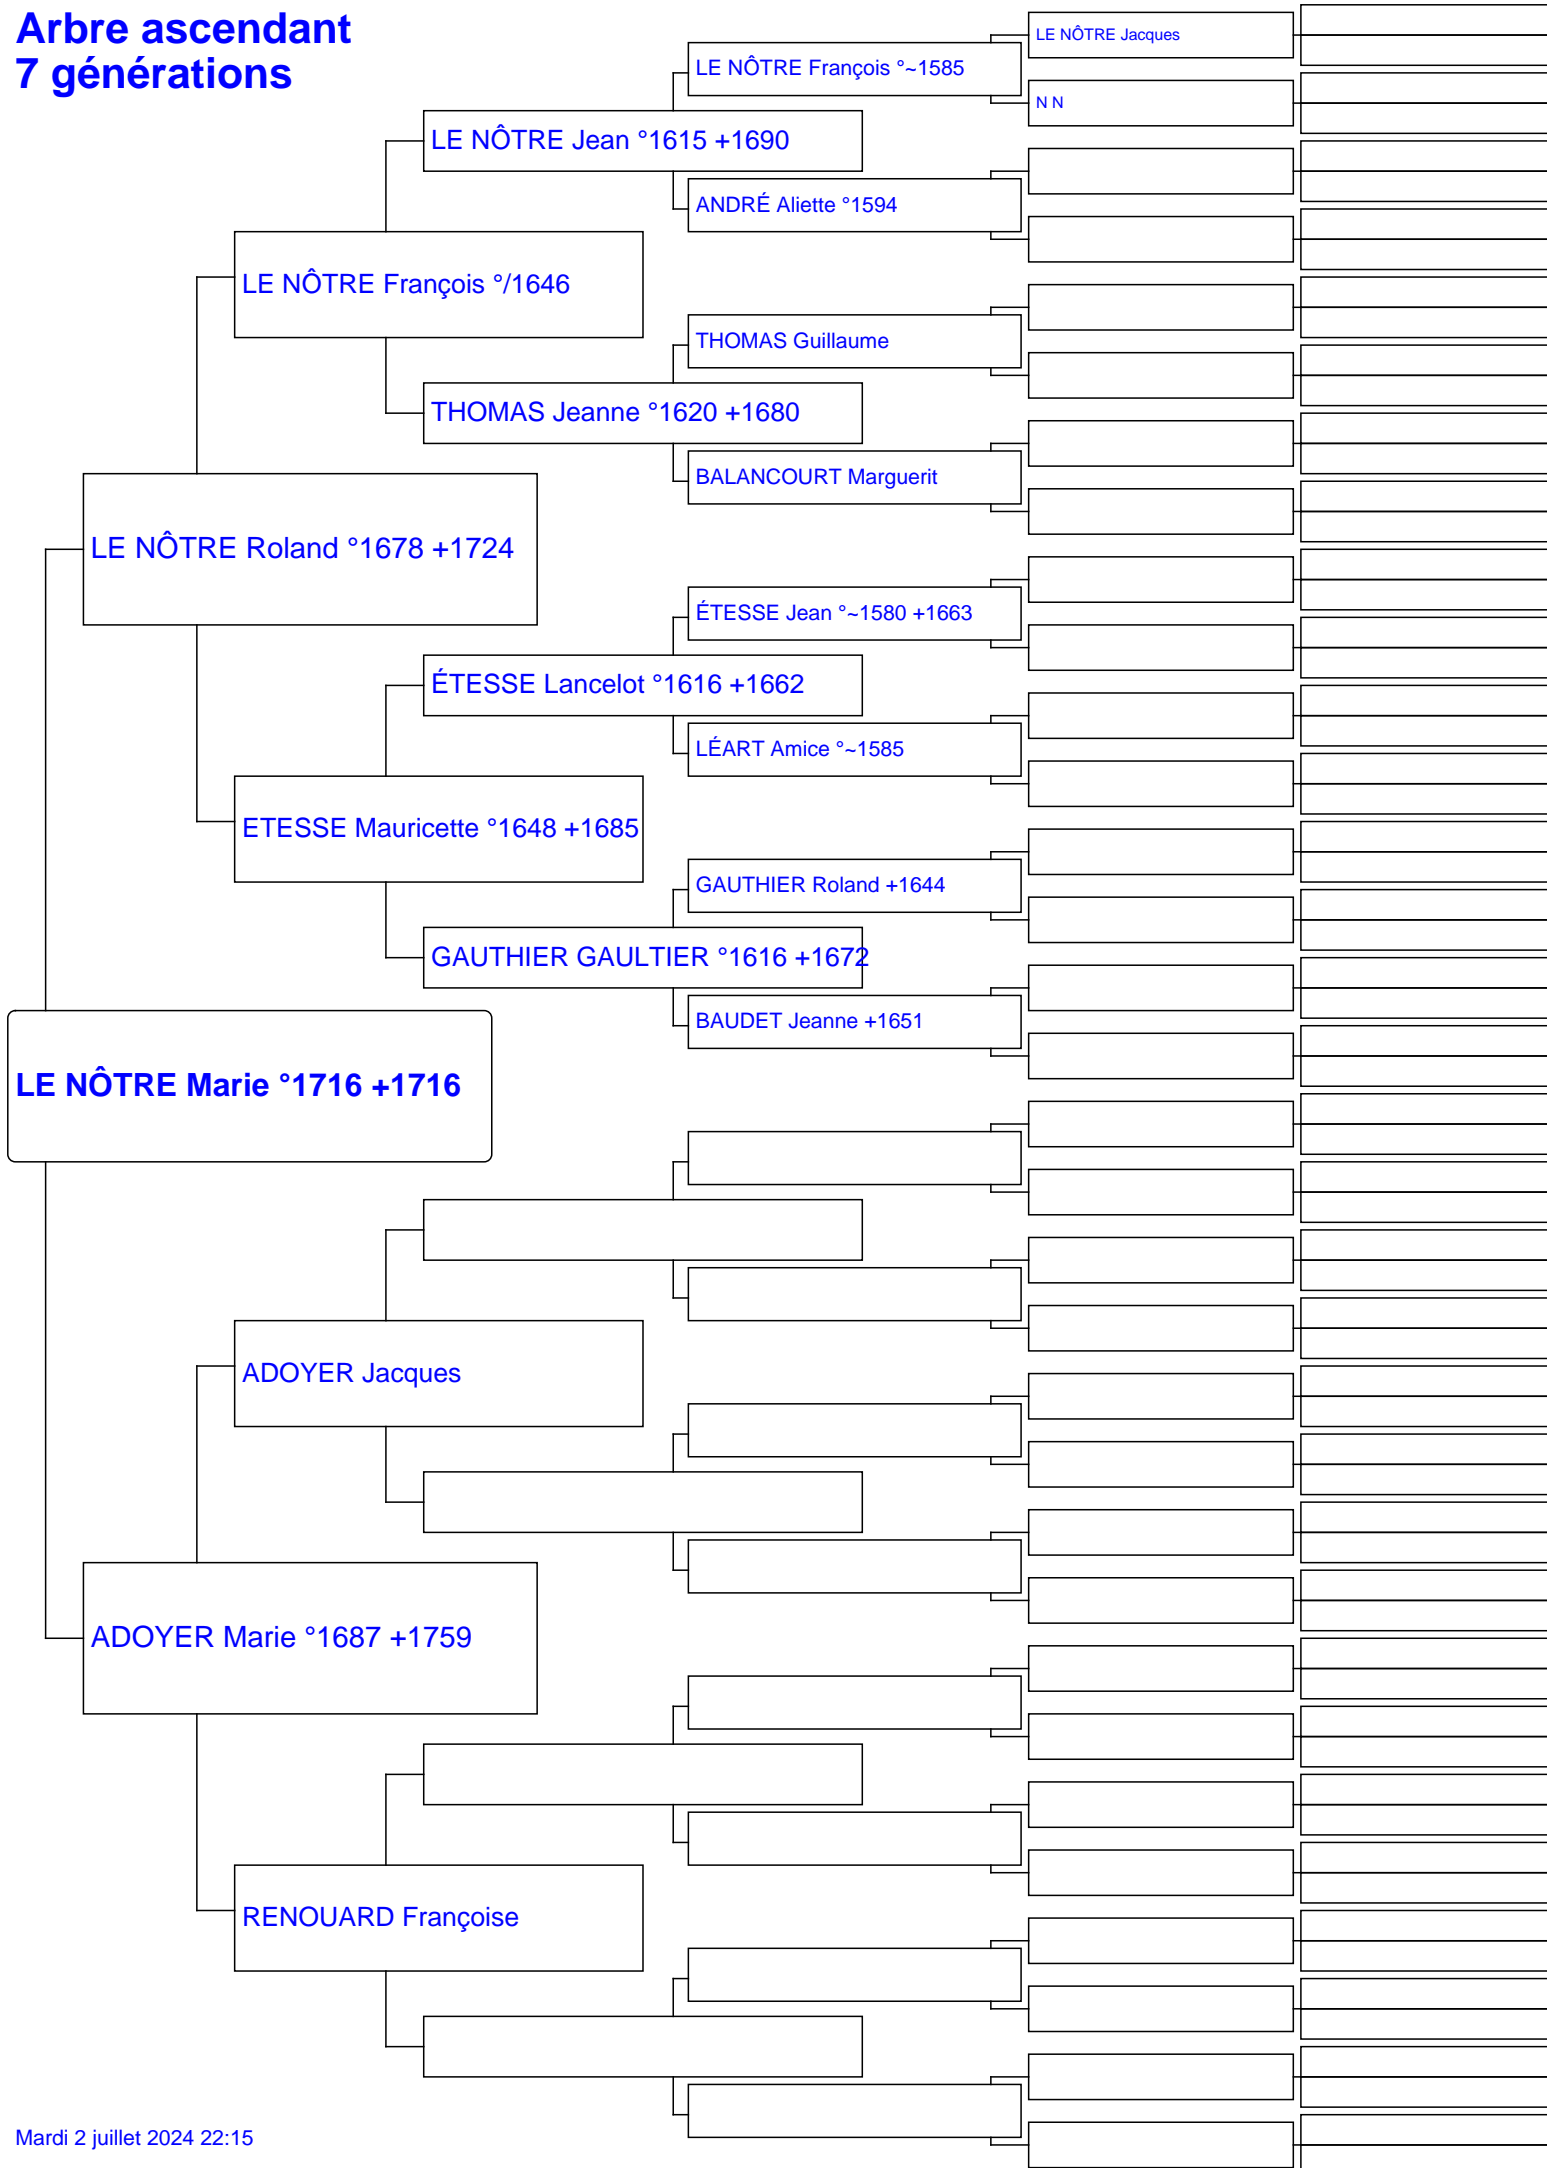 Arbre ascendant
7 générations
LE NÔTRE Jacques
LE NÔTRE François °~1585
N N
LE NÔTRE Jean °1615 +1690
ANDRÉ Aliette °1594
LE NÔTRE François °/1646
THOMAS Guillaume
THOMAS Jeanne °1620 +1680
BALANCOURT Marguerit
LE NÔTRE Roland °1678 +1724
ÉTESSE Jean °~1580 +1663
ÉTESSE Lancelot °1616 +1662
LÉART Amice °~1585
ETESSE Mauricette °1648 +1685
GAUTHIER Roland +1644
GAUTHIER GAULTIER °1616 +1672
BAUDET Jeanne +1651
LE NÔTRE Marie °1716 +1716
ADOYER Jacques
ADOYER Marie °1687 +1759
RENOUARD Françoise
Mardi 2 juillet 2024 22:15